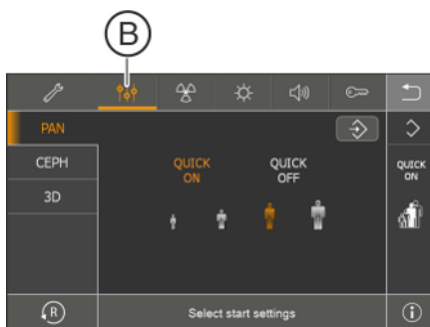 B
PAN
CEPH
3D
QUICK
ON
QUICK
OFF
QUICK
ON
R
Select start settings
i